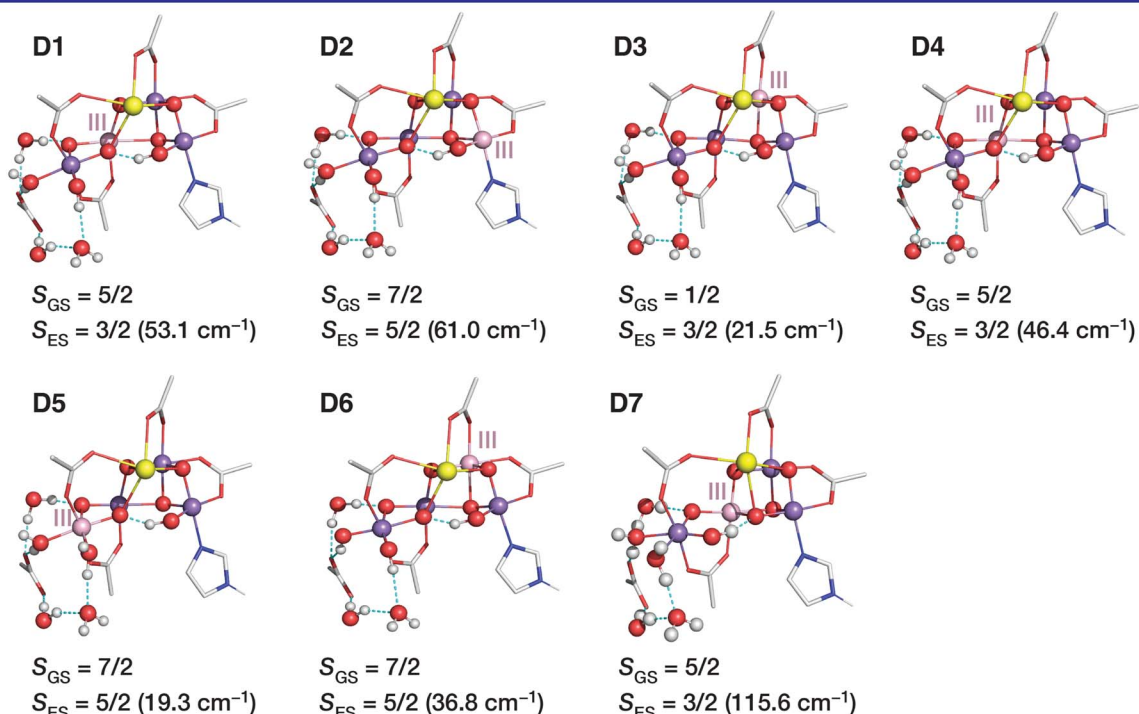 D1 D2 D3 D4
III III III III
S_GS = 5/2 S_GS = 7/2 S_GS = 1/2 S_GS = 5/2
S_ES = 3/2 (53.1 cm⁻¹) S_ES = 5/2 (61.0 cm⁻¹) S_ES = 3/2 (21.5 cm⁻¹) S_ES = 3/2 (46.4 cm⁻¹)
D5 D6 D7
III III III
S_GS = 7/2 S_GS = 7/2 S_GS = 5/2
S_ES = 5/2 (19.3 cm⁻¹) S_ES = 5/2 (36.8 cm⁻¹) S_ES = 3/2 (115.6 cm⁻¹)